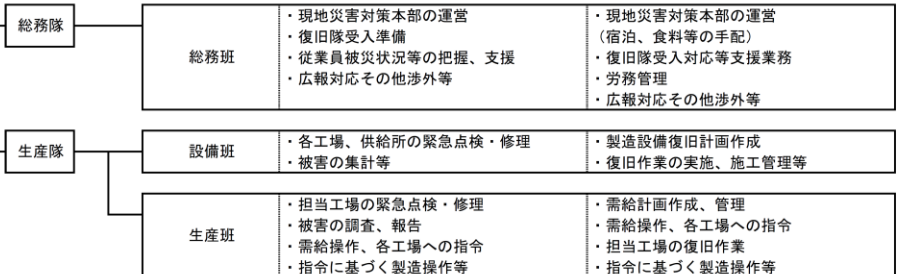 総務隊
総務班
・現地災害対策本部の運営
・復旧隊受入準備
・従業員被災状況等の把握、支援
・広報対応その他渉外等
・現地災害対策本部の運営
（宿泊、食料等の手配）
・復旧隊受入対応等支援業務
・労務管理
・広報対応その他渉外等
生産隊
設備班
・各工場、供給所の緊急点検・修理
・被害の集計等
・製造設備復旧計画作成
・復旧作業の実施、施工管理等
生産班
・担当工場の緊急点検・修理
・被害の調査、報告
・需給操作、各工場への指令
・指令に基づく製造操作等
・需給計画作成、管理
・需給操作、各工場への指令
・担当工場の復旧作業
・指令に基づく製造操作等